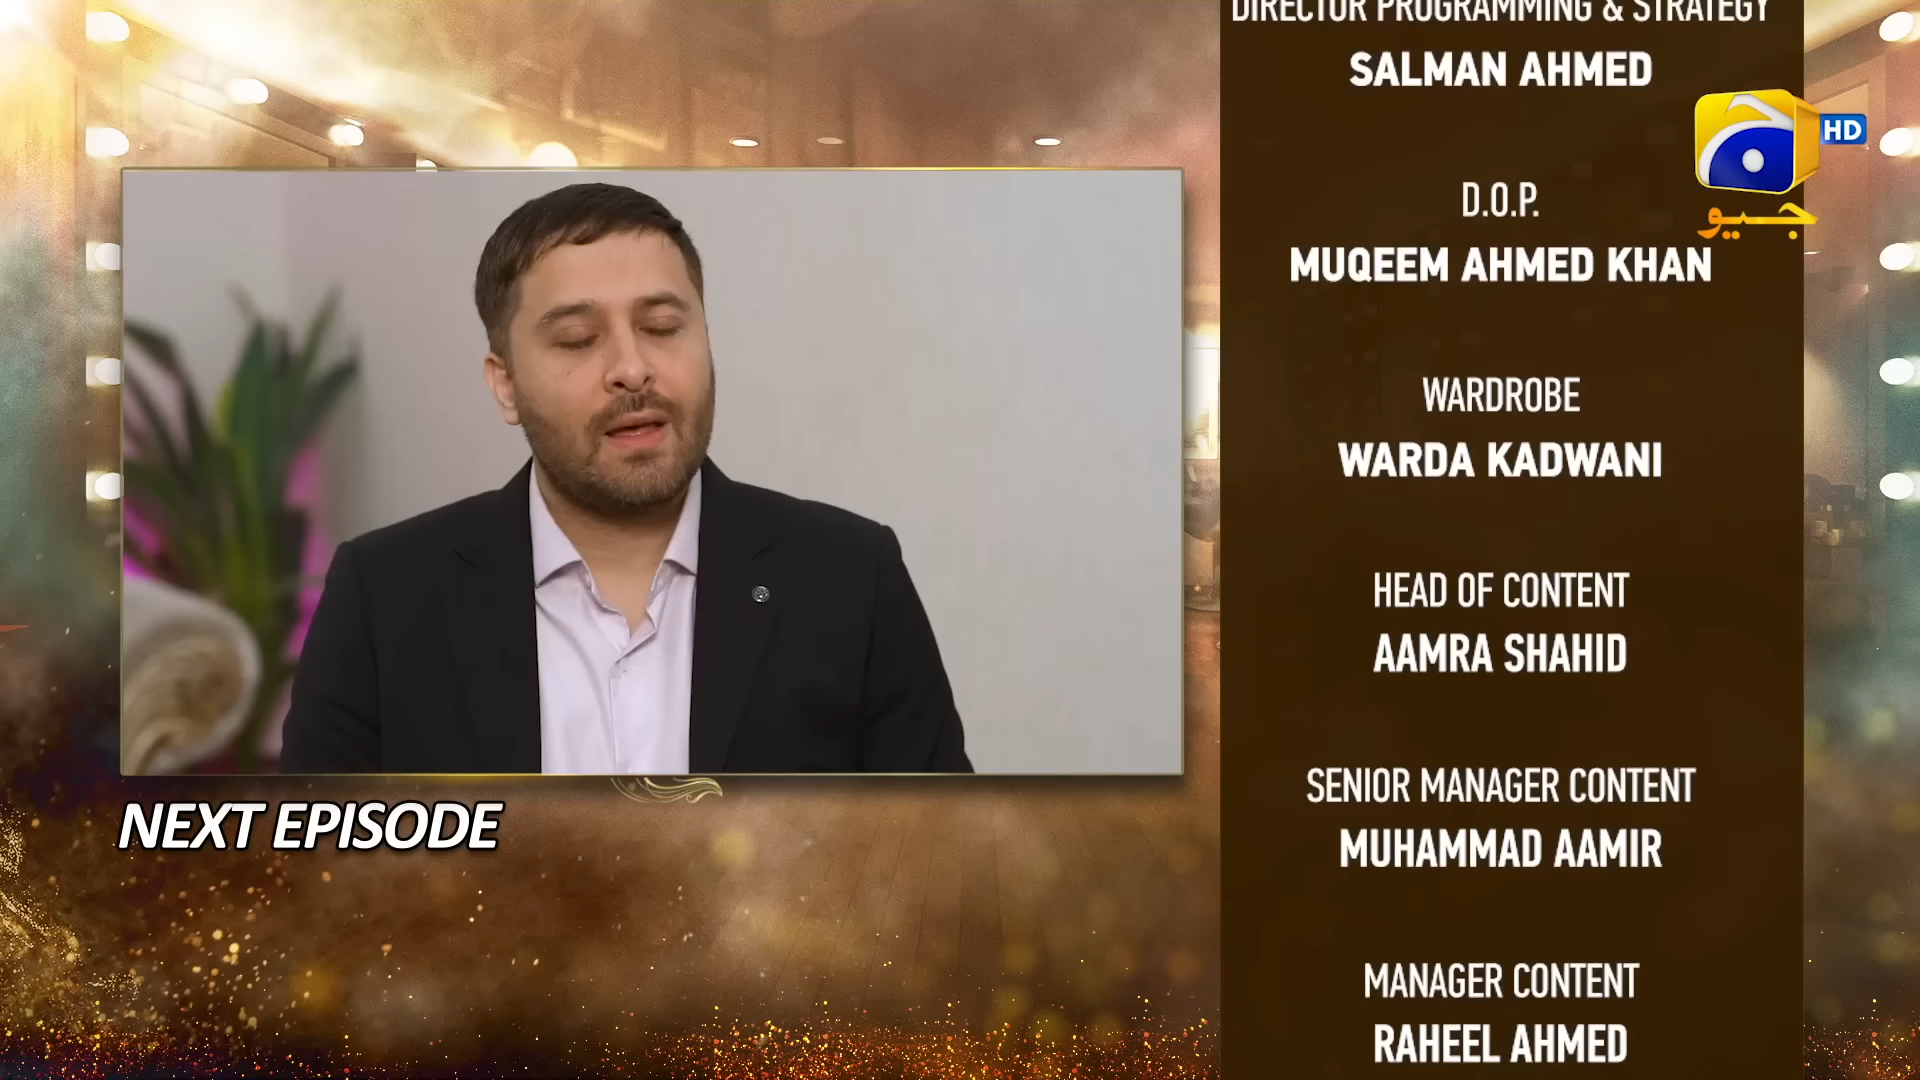 DIRECTOR PROGRAMMING & STRATEGY
SALMAN AHMED
HD
جیو
D.O.P.
MUQEEM AHMED KHAN
WARDROBE
WARDA KADWANI
HEAD OF CONTENT
AAMRA SHAHID
SENIOR MANAGER CONTENT
MUHAMMAD AAMIR
NEXT EPISODE
MANAGER CONTENT
RAHEEL AHMED